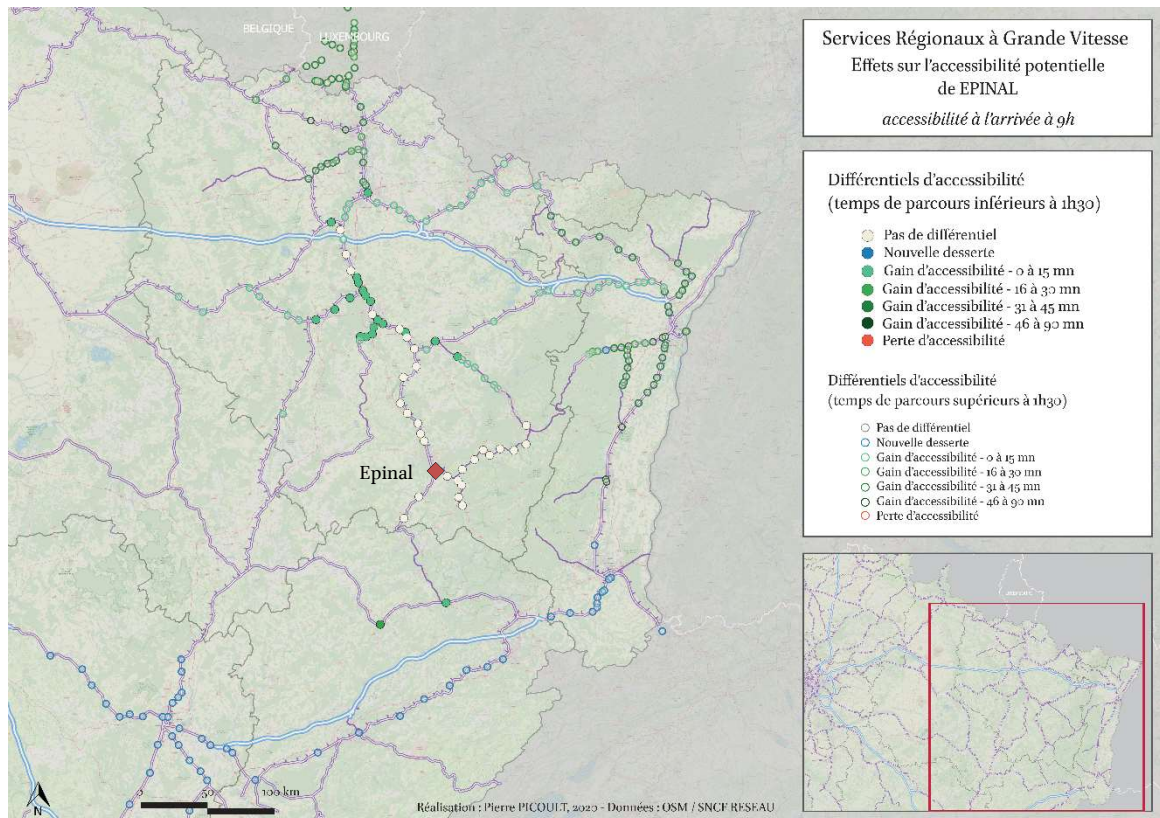 BELGIQUE
LUXEMBOURG
Services Régionaux à Grande Vitesse
Effets sur l'accessibilité potentielle
de EPINAL
accessibilité à l'arrivée à 9h
Différentiels d'accessibilité
(temps de parcours inférieurs à 1h30)
Pas de différentiel
Nouvelle desserte
Gain d'accessibilité - 0 à 15 mn
Gain d'accessibilité - 16 à 30 mn
Gain d'accessibilité - 31 à 45 mn
Gain d'accessibilité - 46 à 90 mn
Perte d'accessibilité
Différentiels d'accessibilité
(temps de parcours supérieurs à 1h30)
Pas de différentiel
Nouvelle desserte
Gain d'accessibilité - 0 à 15 mn
Gain d'accessibilité - 16 à 30 mn
Gain d'accessibilité - 31 à 45 mn
Gain d'accessibilité - 46 à 90 mn
Perte d'accessibilité
Epinal
0 50 100 km
N
Réalisation : Pierre PICOULT, 2020 - Données : OSM / SNCF RESEAU